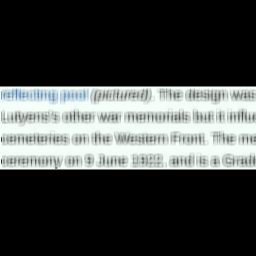 reflecting pool (pictured). The design was
Lutyens's other war memorials but it influ
cemeteries on the Western Front. The me
ceremony on 9 June 1922, and is a Grad